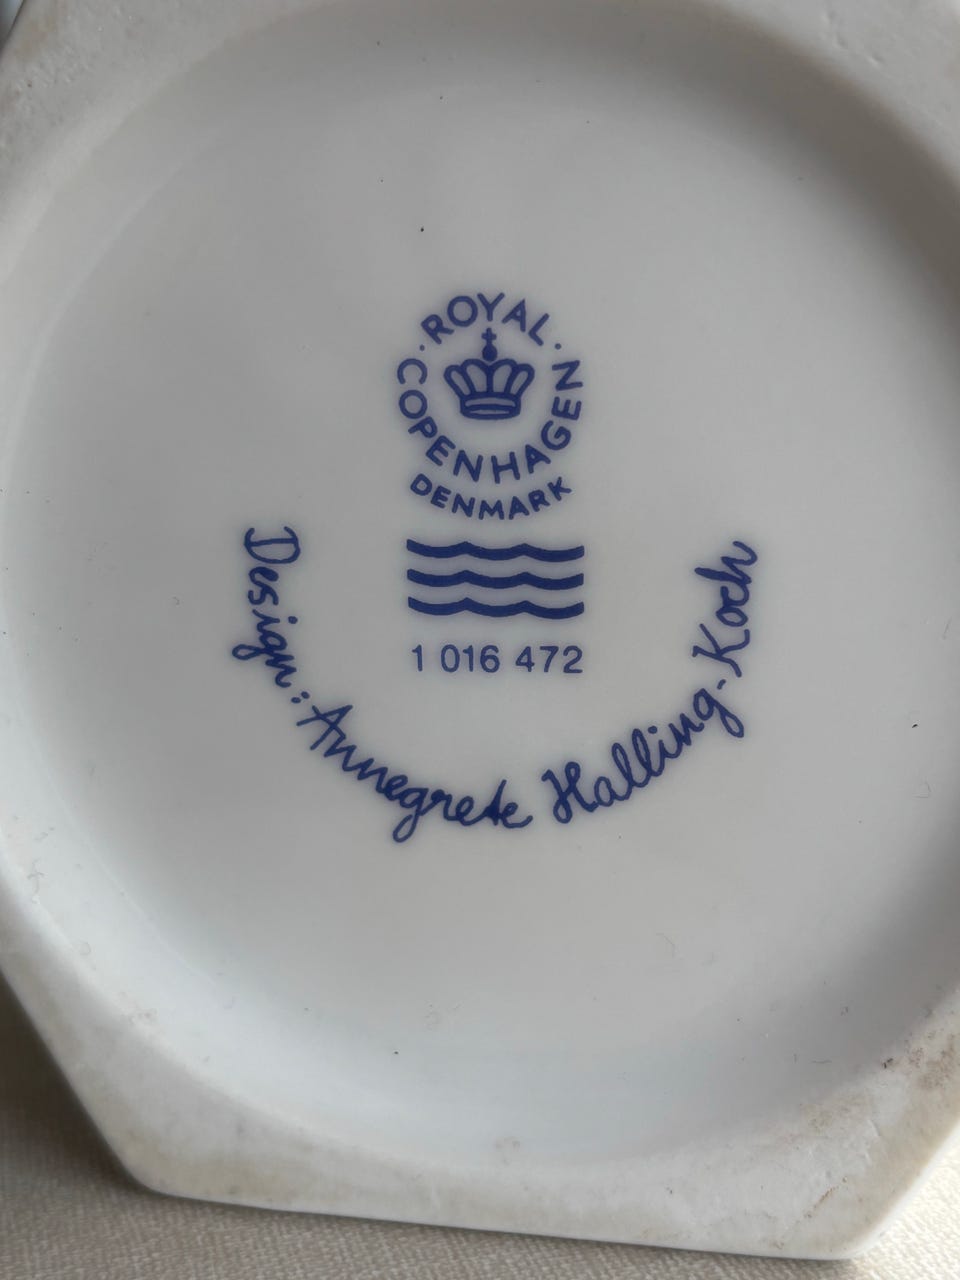 · ROYAL ·
COPENHAGEN
DENMARK
1 016 472
Design: Annegrete Halling-Koch